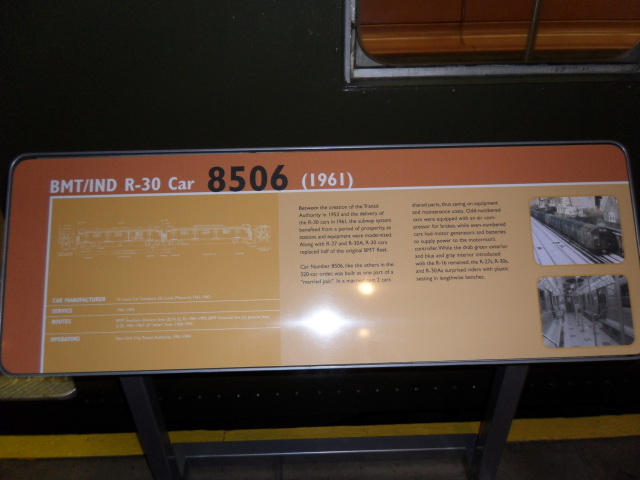 BMT/IND R-30 Car 8506 (1961)
Between the creation of the Transit
Authority in 1953 and the delivery of
the R-30 cars in 1961, the subway system
benefited from a period of prosperity, as
stations and equipment were modernized.
Along with R-27 and R-30A, R-30 cars
replaced half of the original BMT fleet.
Car Number 8506, like the others in the
320-car order, was built as one part of a
"married pair." In a married pair, 2 cars
shared parts, thus saving on equipment
and maintenance costs. Odd-numbered
cars were equipped with an air com-
pressor for brakes, while even-numbered
cars had motor generators and batteries
to supply power to the motorman's
controller. While the drab green exterior
and blue and gray interior introduced
with the R-16 remained, the R-27s, R-30s,
and R-30As surprised riders with plastic
seating in lengthwise benches.
CAR MANUFACTURER
SERVICE
ROUTES
OPERATORS